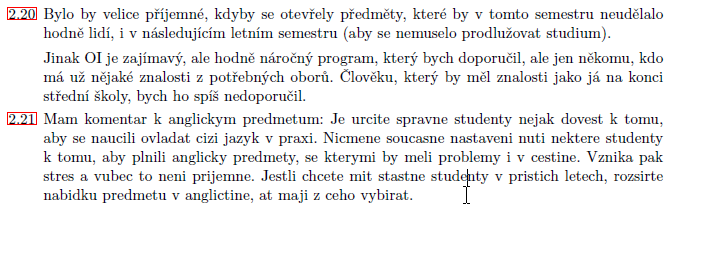 2.20 Bylo by velice příjemné, kdyby se otevřely předměty, které by v tomto semestru neudělalo
hodně lidí, i v následujícím letním semestru (aby se nemuselo prodlužovat studium).
Jinak OI je zajímavý, ale hodně náročný program, který bych doporučil, ale jen někomu, kdo
má už nějaké znalosti z potřebných oborů. Člověku, který by měl znalosti jako já na konci
střední školy, bych ho spíš nedoporučil.
2.21 Mam komentar k anglickym predmetum: Je urcite spravne studenty nejak dovest k tomu,
aby se naucili ovladat cizi jazyk v praxi. Nicmene soucasne nastaveni nuti nektere studenty
k tomu, aby plnili anglicky predmety, se kterymi by meli problemy i v cestine. Vznika pak
stres a vubec to neni prijemne. Jestli chcete mit stastne studenty v pristich letech, rozsirte
nabidku predmetu v anglictine, at maji z ceho vybirat.